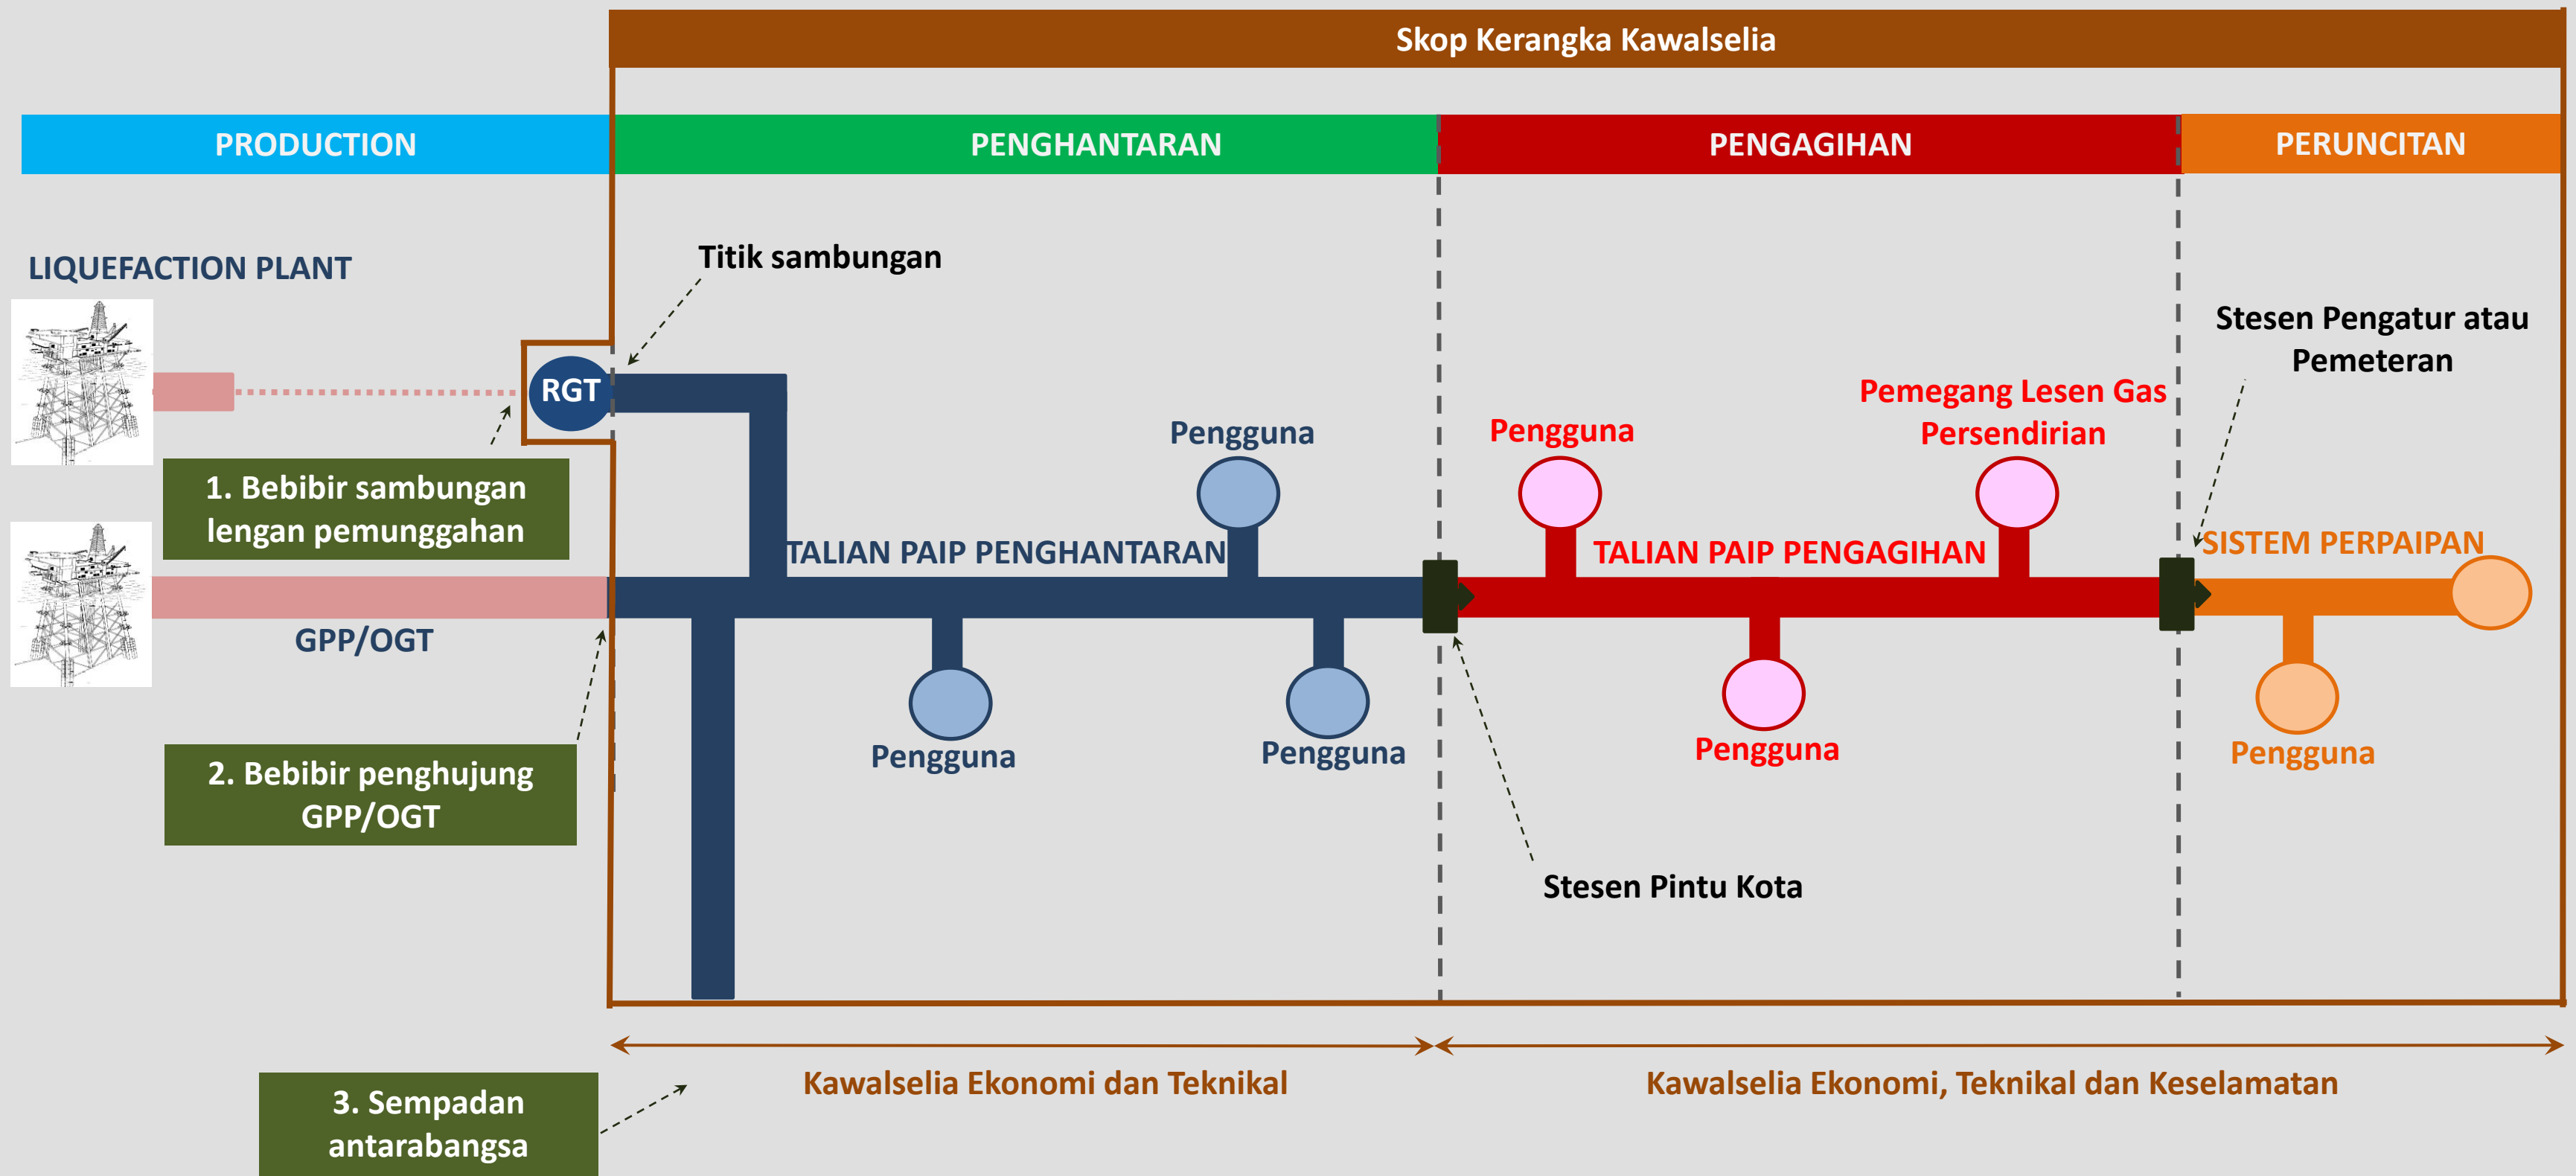 Skop Kerangka Kawalselia
PRODUCTION
PENGHANTARAN
PENGAGIHAN
PERUNCITAN
LIQUEFACTION PLANT
Titik sambungan
Stesen Pengatur atau
Pemeteran
RGT
Pengguna
Pengguna
Pemegang Lesen Gas
Persendirian
1. Bebibir sambungan
lengan pemunggahan
TALIAN PAIP PENGHANTARAN
TALIAN PAIP PENGAGIHAN
SISTEM PERPAIPAN
GPP/OGT
Pengguna
Pengguna
Pengguna
Pengguna
2. Bebibir penghujung
GPP/OGT
Stesen Pintu Kota
Kawalselia Ekonomi dan Teknikal
Kawalselia Ekonomi, Teknikal dan Keselamatan
3. Sempadan
antarabangsa